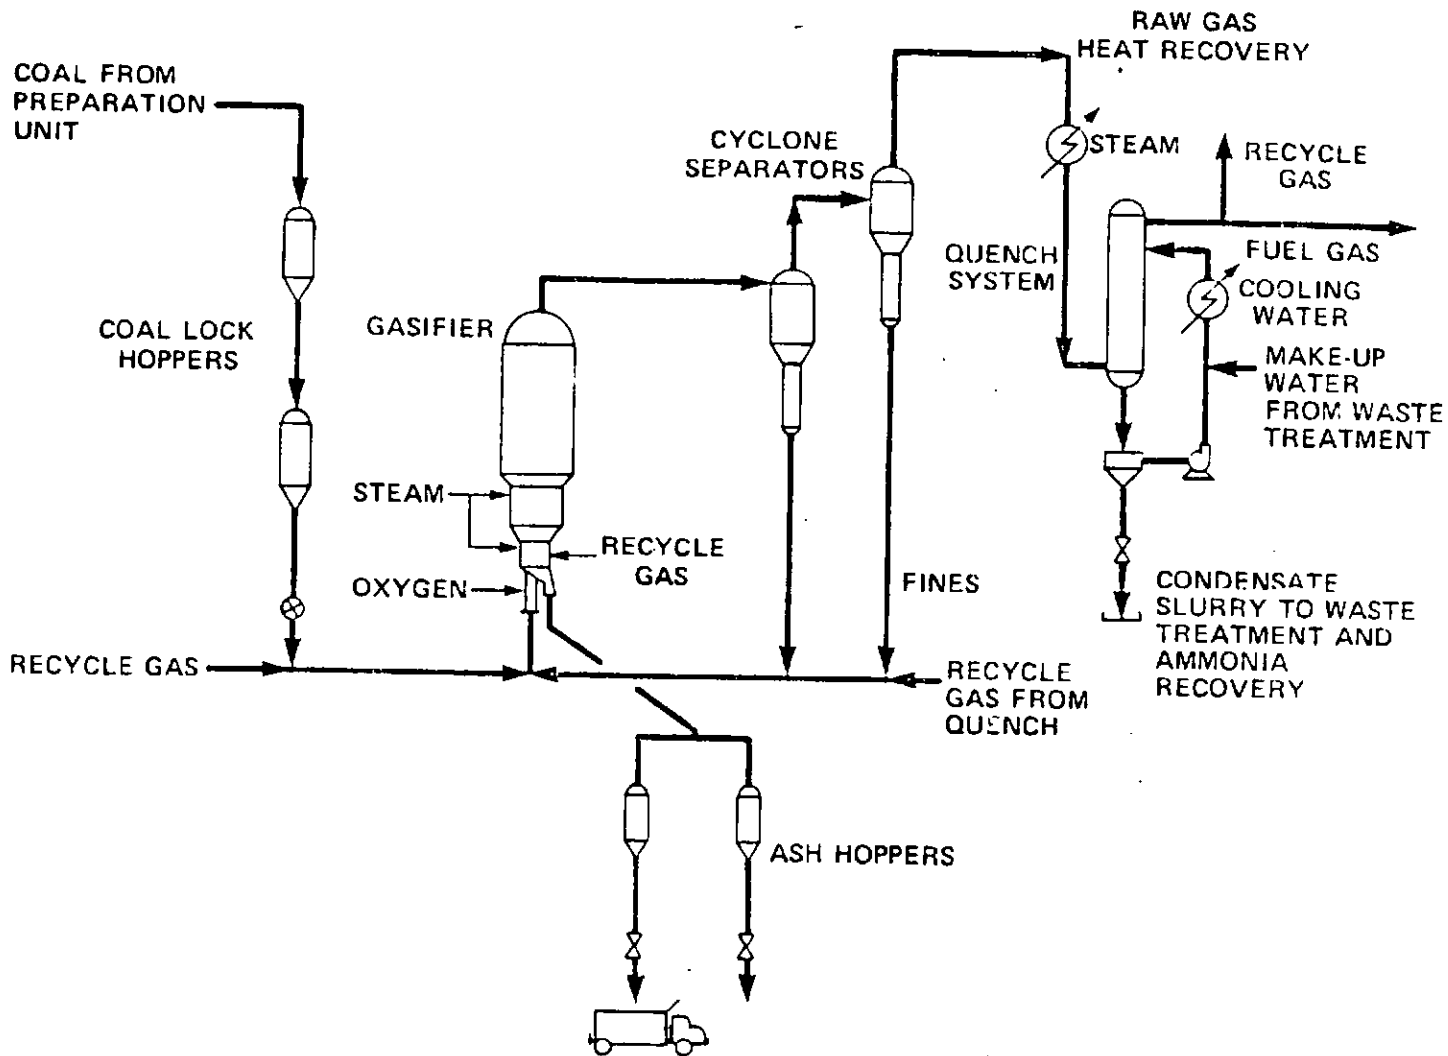 RAW GAS
HEAT RECOVERY
COAL FROM
PREPARATION
UNIT
CYCLONE
SEPARATORS
STEAM
RECYCLE
GAS
QUENCH
SYSTEM
FUEL GAS
COOLING
WATER
GASIFIER
COAL LOCK
HOPPERS
MAKE-UP
WATER
FROM WASTE
TREATMENT
STEAM
RECYCLE
GAS
OXYGEN
FINES
CONDENSATE
SLURRY TO WASTE
TREATMENT AND
AMMONIA
RECOVERY
RECYCLE GAS
RECYCLE
GAS FROM
QUENCH
ASH HOPPERS